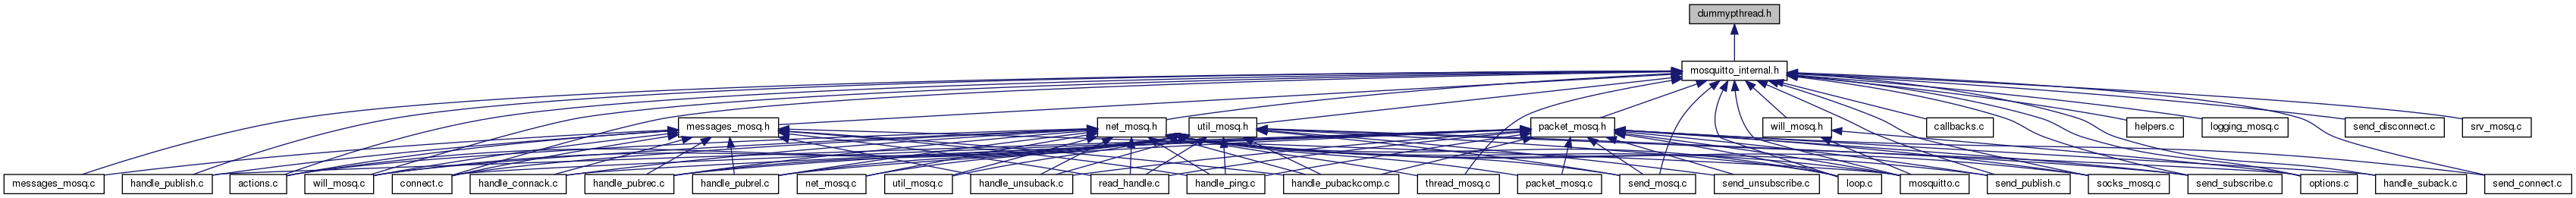 dummypthread.h
mosquitto_internal.h
messages_mosq.h
net_mosq.h
util_mosq.h
packet_mosq.h
will_mosq.h
callbacks.c
helpers.c
logging_mosq.c
send_disconnect.c
srv_mosq.c
messages_mosq.c
handle_publish.c
actions.c
will_mosq.c
connect.c
handle_connack.c
handle_pubrec.c
handle_pubrel.c
net_mosq.c
util_mosq.c
handle_unsuback.c
read_handle.c
handle_ping.c
handle_pubackcomp.c
thread_mosq.c
packet_mosq.c
send_mosq.c
send_unsubscribe.c
loop.c
mosquitto.c
send_publish.c
socks_mosq.c
send_subscribe.c
options.c
handle_suback.c
send_connect.c